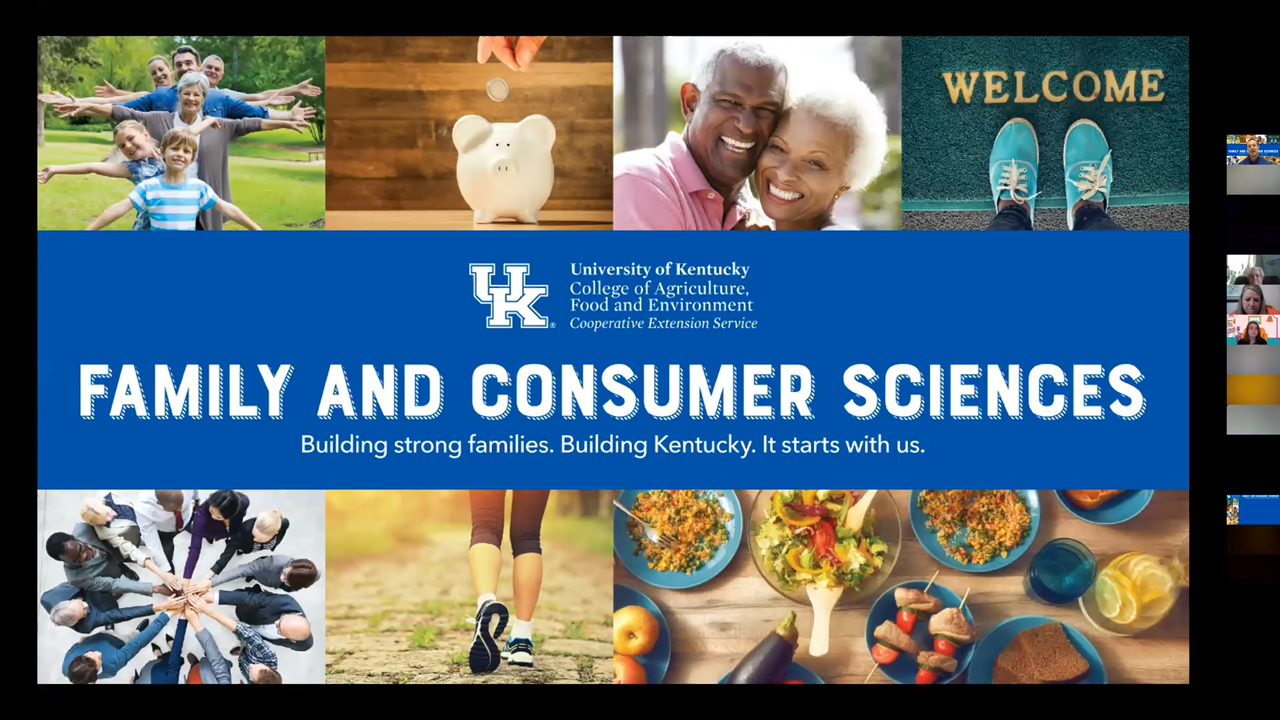 WELCOME
UK
University of Kentucky
College of Agriculture,
Food and Environment
Cooperative Extension Service
FAMILY AND CONSUMER SCIENCES
Building strong families. Building Kentucky. It starts with us.